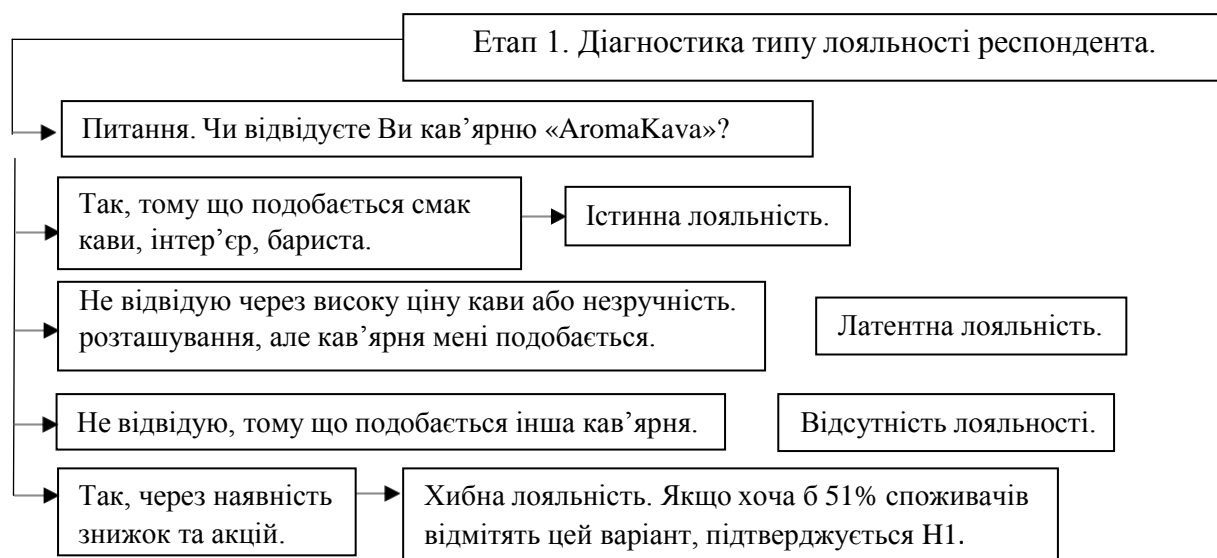 Етап 1. Діагностика типу лояльності респондента.
Питання. Чи відвідуєте Ви кав’ярню «AromaKava»?
Так, тому що подобається смак
кави, інтер’єр, бариста.
Істинна лояльність.
Не відвідую через високу ціну кави або незручність.
розташування, але кав’ярня мені подобається.
Латентна лояльність.
Не відвідую, тому що подобається інша кав’ярня.
Відсутність лояльності.
Так, через наявність
знижок та акцій.
Хибна лояльність. Якщо хоча б 51% споживачів
відмітять цей варіант, підтверджується H1.